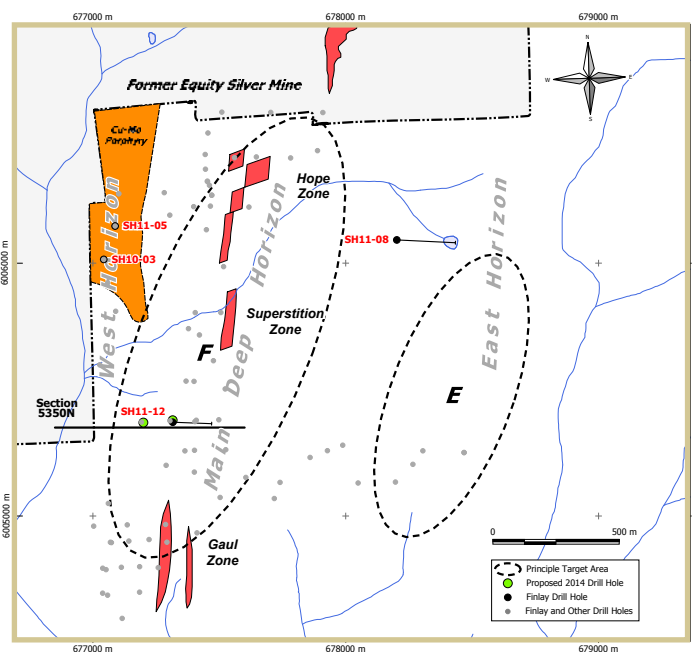 677000 m
678000 m
679000 m
Former Equity Silver Mine
N
W
E
S
Cu-Mo
Porphyry
Hope
Zone
West Horizon
SH11-05
SH11-08
SH10-03
6006000 m
Main Deep Horizon
East Horizon
Superstition
Zone
F
E
Section
5350N
SH11-12
6005000 m
Gaul
Zone
0
500 m
Principle Target Area
Proposed 2014 Drill Hole
Finlay Drill Hole
Finlay and Other Drill Holes
677000 m
678000 m
679000 m